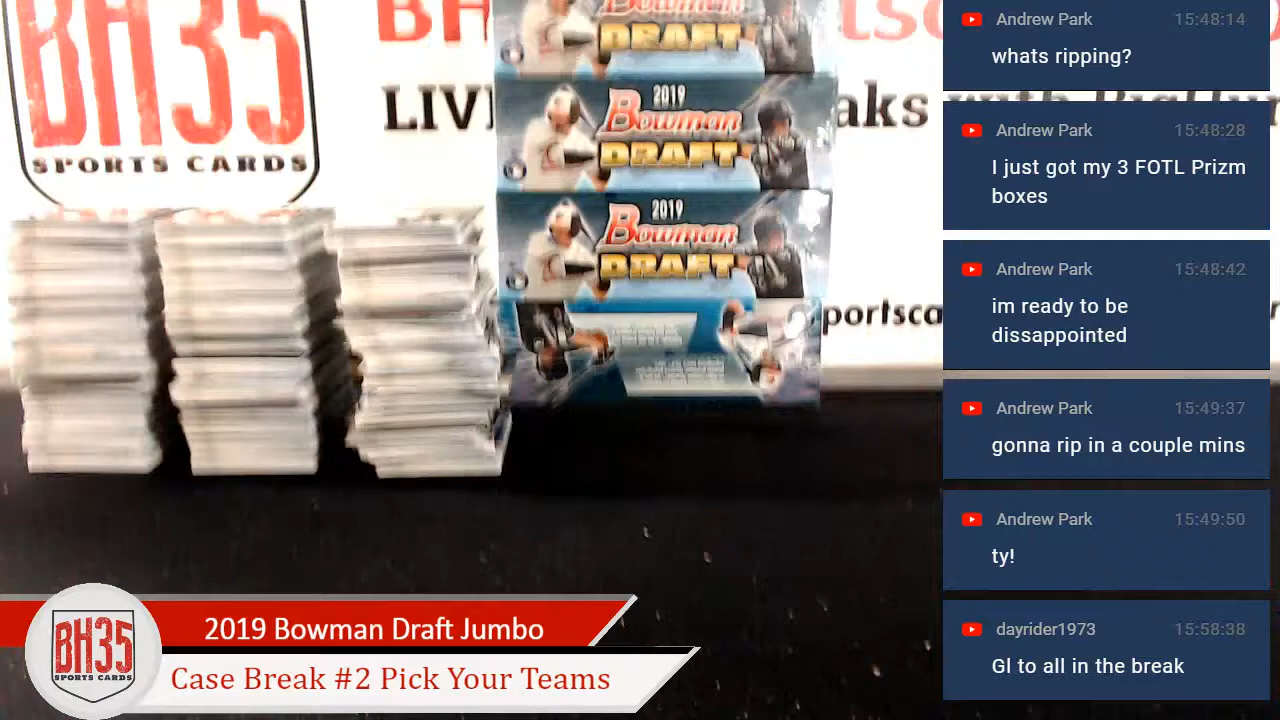 BH35
SPORTS CARDS
LIVE
Bowman
DRAFT
2019
Bowman
DRAFT
2019
Bowman
DRAFT
Andrew Park 15:48:14
whats ripping?
Andrew Park 15:48:28
I just got my 3 FOTL Prizm
boxes
Andrew Park 15:48:42
im ready to be
dissappointed
Andrew Park 15:49:37
gonna rip in a couple mins
Andrew Park 15:49:50
ty!
dayrider1973 15:58:38
Gl to all in the break
BH35
SPORTS CARDS
2019 Bowman Draft Jumbo
Case Break #2 Pick Your Teams